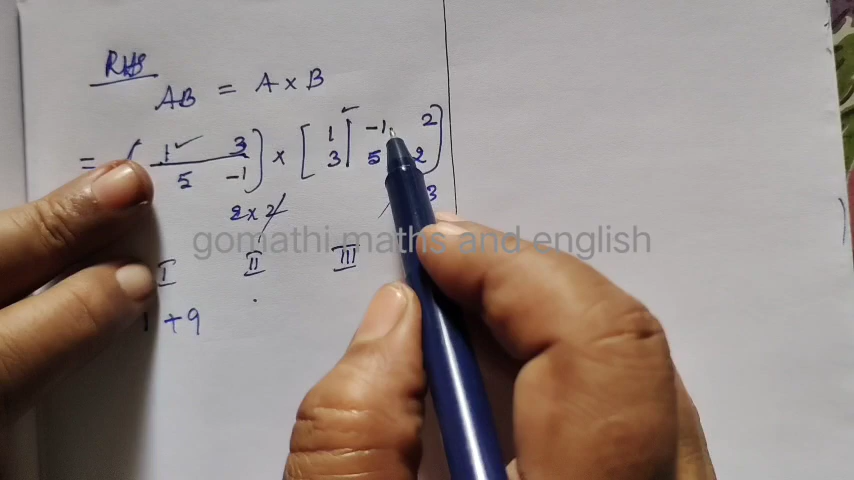 RHS
AB = A × B
= ( 1 ✓ 3 ) × [ 1 | ✓ -1 2 )
5 -1 3 | 5 2
2 × 2 3
gomathi maths and english
I II III
1 + 9